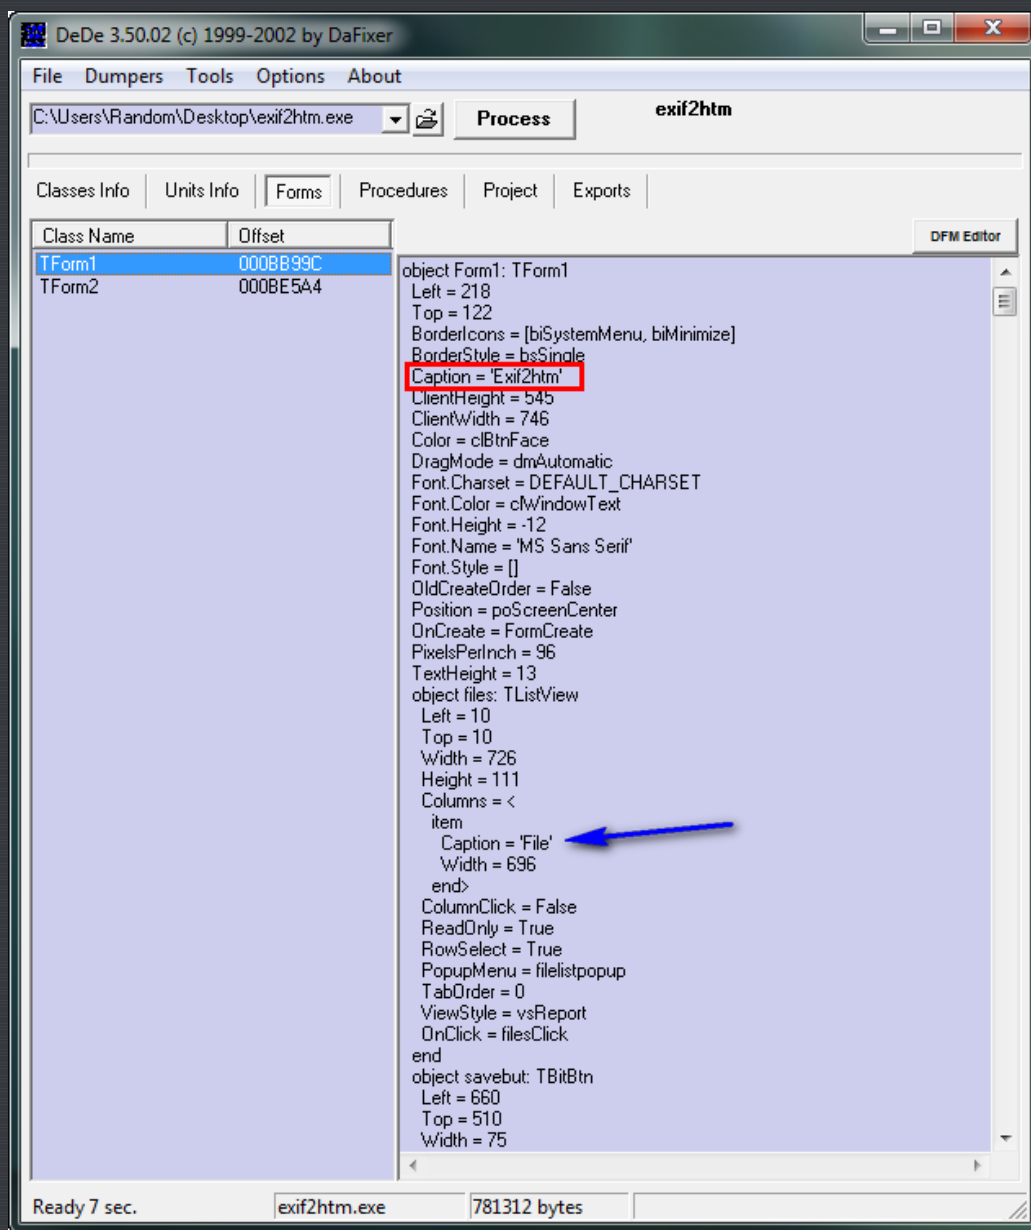 DeDe 3.50.02 (c) 1999-2002 by DaFixer
File Dumpers Tools Options About
C:\Users\Random\Desktop\exif2htm.exe Process exif2htm
Classes Info Units Info Forms Procedures Project Exports
Class Name Offset DFM Editor
TForm1 000BB99C
TForm2 000BE5A4
object Form1: TForm1
Left = 218
Top = 122
BorderIcons = [biSystemMenu, biMinimize]
BorderStyle = bsSingle
Caption = 'Exif2htm'
ClientHeight = 545
ClientWidth = 746
Color = clBtnFace
DragMode = dmAutomatic
Font.Charset = DEFAULT_CHARSET
Font.Color = clWindowText
Font.Height = -12
Font.Name = 'MS Sans Serif'
Font.Style = []
OldCreateOrder = False
Position = poScreenCenter
OnCreate = FormCreate
PixelsPerInch = 96
TextHeight = 13
object files: TListView
Left = 10
Top = 10
Width = 726
Height = 111
Columns = <
item
Caption = 'File'
Width = 696
end>
ColumnClick = False
ReadOnly = True
RowSelect = True
PopupMenu = filelistpopup
TabOrder = 0
ViewStyle = vsReport
OnClick = filesClick
end
object savebut: TBitBtn
Left = 660
Top = 510
Width = 75
Ready 7 sec. exif2htm.exe 781312 bytes